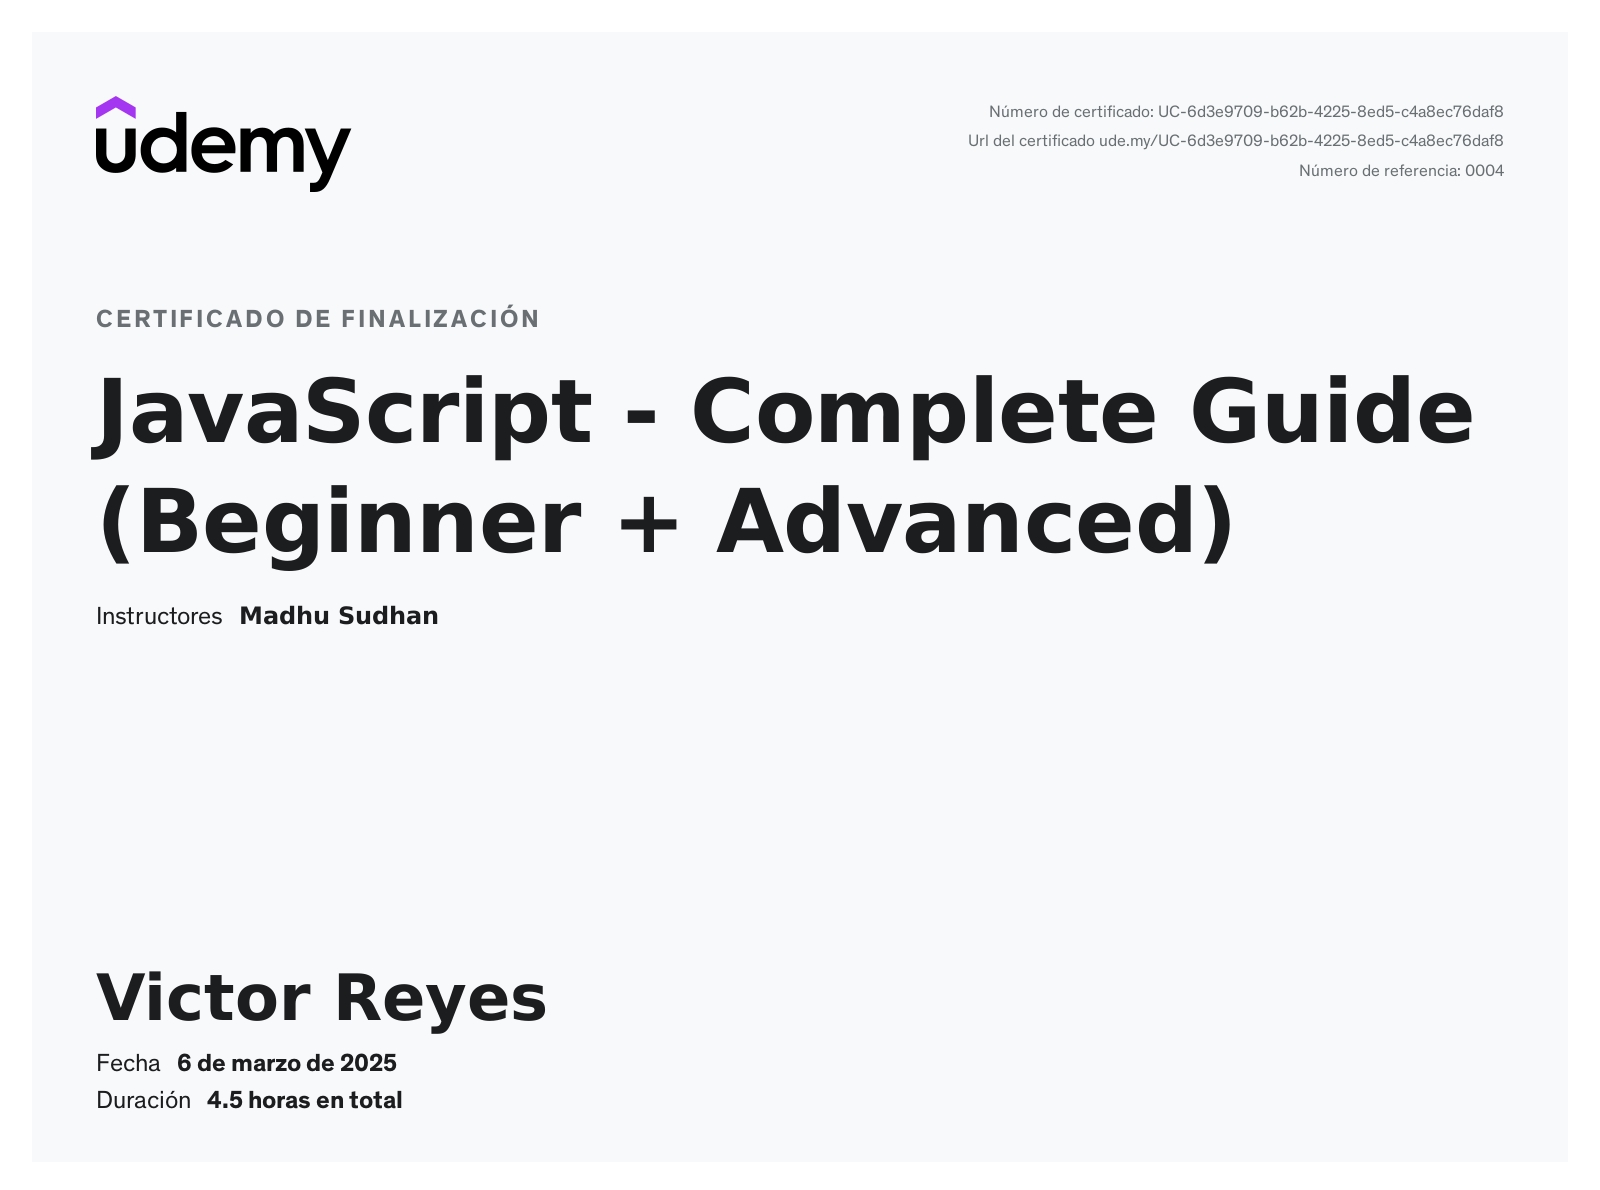 udemy
Número de certificado: UC-6d3e9709-b62b-4225-8ed5-c4a8ec76daf8
Url del certificado ude.my/UC-6d3e9709-b62b-4225-8ed5-c4a8ec76daf8
Número de referencia: 0004
CERTIFICADO DE FINALIZACIÓN
JavaScript - Complete Guide
(Beginner + Advanced)
Instructores Madhu Sudhan
Victor Reyes
Fecha 6 de marzo de 2025
Duración 4.5 horas en total